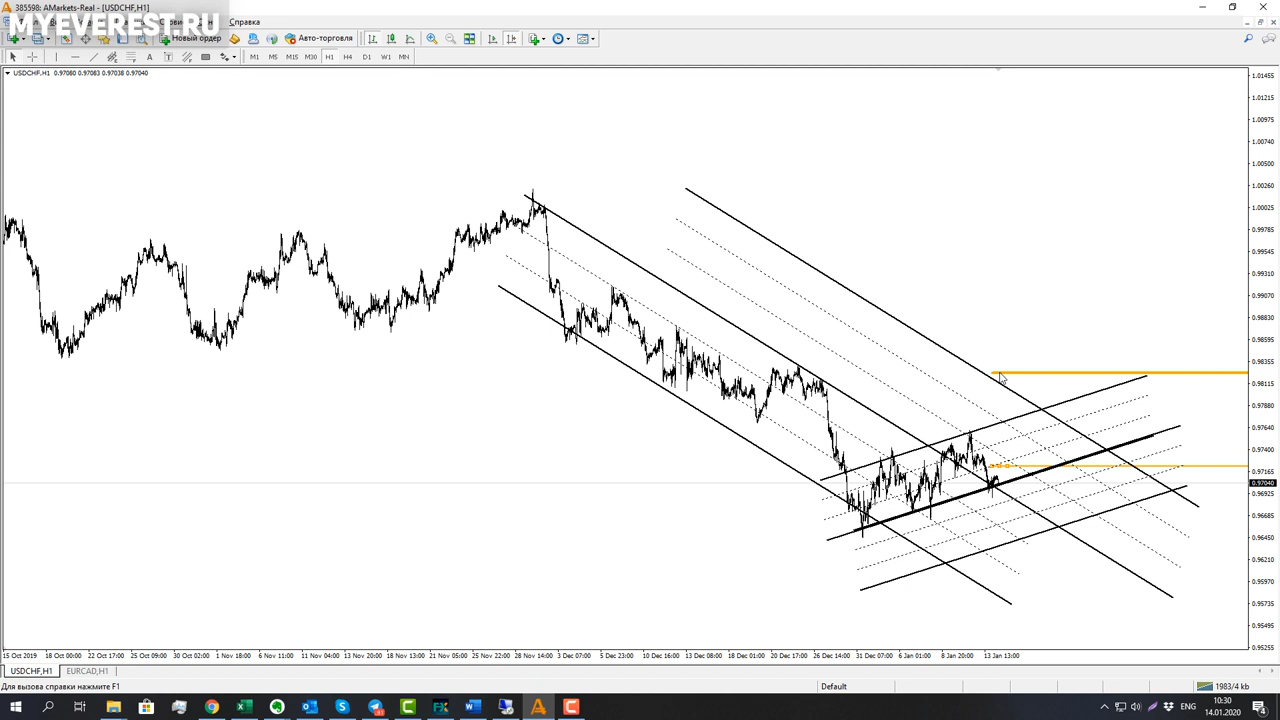 385598: AMarkets-Real - [USDCHF,H1]
MYEVEREST.RU
Сервис
Справка
Новый ордер
Авто-торговля
A
T
M1 M5 M15 M30 H1 H4 D1 W1 MN
USDCHF,H1 0.97080 0.97083 0.97038 0.97040
1.01455
1.01215
1.00975
1.00740
1.00500
1.00260
1.00025
0.99785
0.99545
0.99310
0.99070
0.98830
0.98595
0.98355
0.98115
0.97880
0.97640
0.97400
0.97165
0.97040
0.96925
0.96685
0.96450
0.96210
0.95970
0.95735
0.95495
0.95255
15 Oct 2019 18 Oct 00:00 22 Oct 17:00 25 Oct 09:00 30 Oct 02:00 1 Nov 18:00 6 Nov 11:00 11 Nov 04:00 13 Nov 20:00 18 Nov 13:00 21 Nov 05:00 25 Nov 22:00 28 Nov 14:00 3 Dec 07:00 5 Dec 23:00 10 Dec 16:00 13 Dec 08:00 18 Dec 01:00 20 Dec 17:00 26 Dec 14:00 31 Dec 07:00 6 Jan 01:00 8 Jan 20:00 13 Jan 13:00
USDCHF,H1 EURCAD,H1
Для вызова справки нажмите F1
Default
1983/4 kb
ENG
10:30
14.01.2020